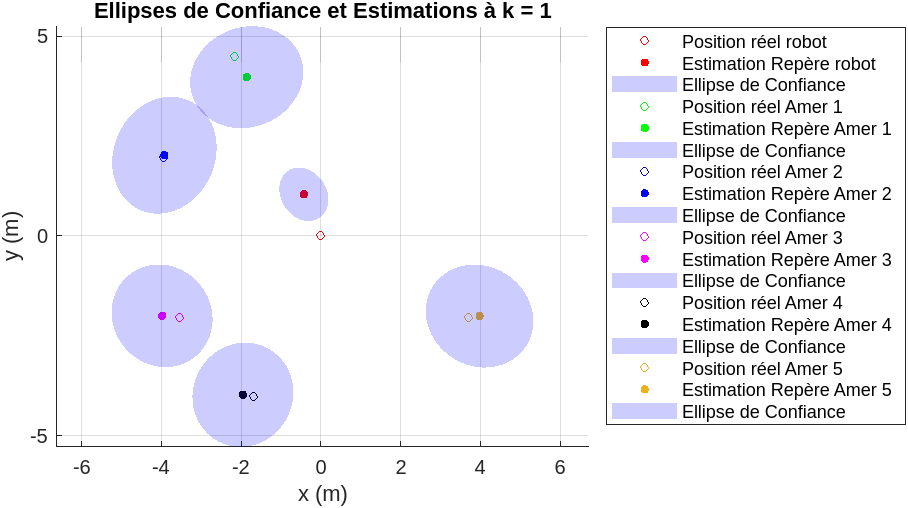 Ellipses de Confiance et Estimations à k = 1
5
0
-5
y (m)
-6
-4
-2
0
2
4
6
x (m)
Position réel robot
Estimation Repère robot
Ellipse de Confiance
Position réel Amer 1
Estimation Repère Amer 1
Ellipse de Confiance
Position réel Amer 2
Estimation Repère Amer 2
Ellipse de Confiance
Position réel Amer 3
Estimation Repère Amer 3
Ellipse de Confiance
Position réel Amer 4
Estimation Repère Amer 4
Ellipse de Confiance
Position réel Amer 5
Estimation Repère Amer 5
Ellipse de Confiance